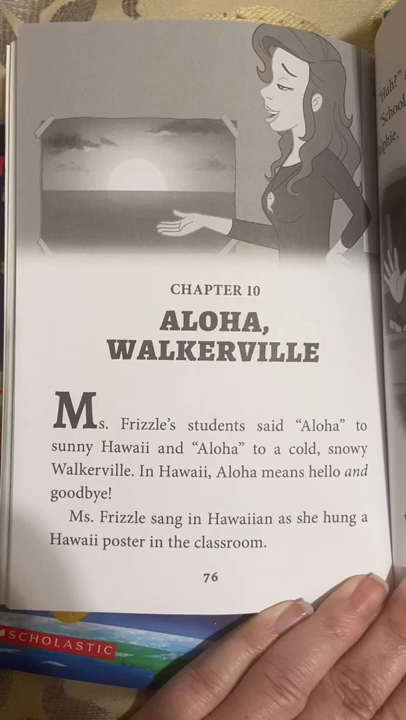 CHAPTER 10
ALOHA,
WALKERVILLE
Ms. Frizzle's students said “Aloha” to
sunny Hawaii and “Aloha” to a cold, snowy
Walkerville. In Hawaii, Aloha means hello and
goodbye!
Ms. Frizzle sang in Hawaiian as she hung a
Hawaii poster in the classroom.
76
SCHOLASTIC
"Huh?"
"School